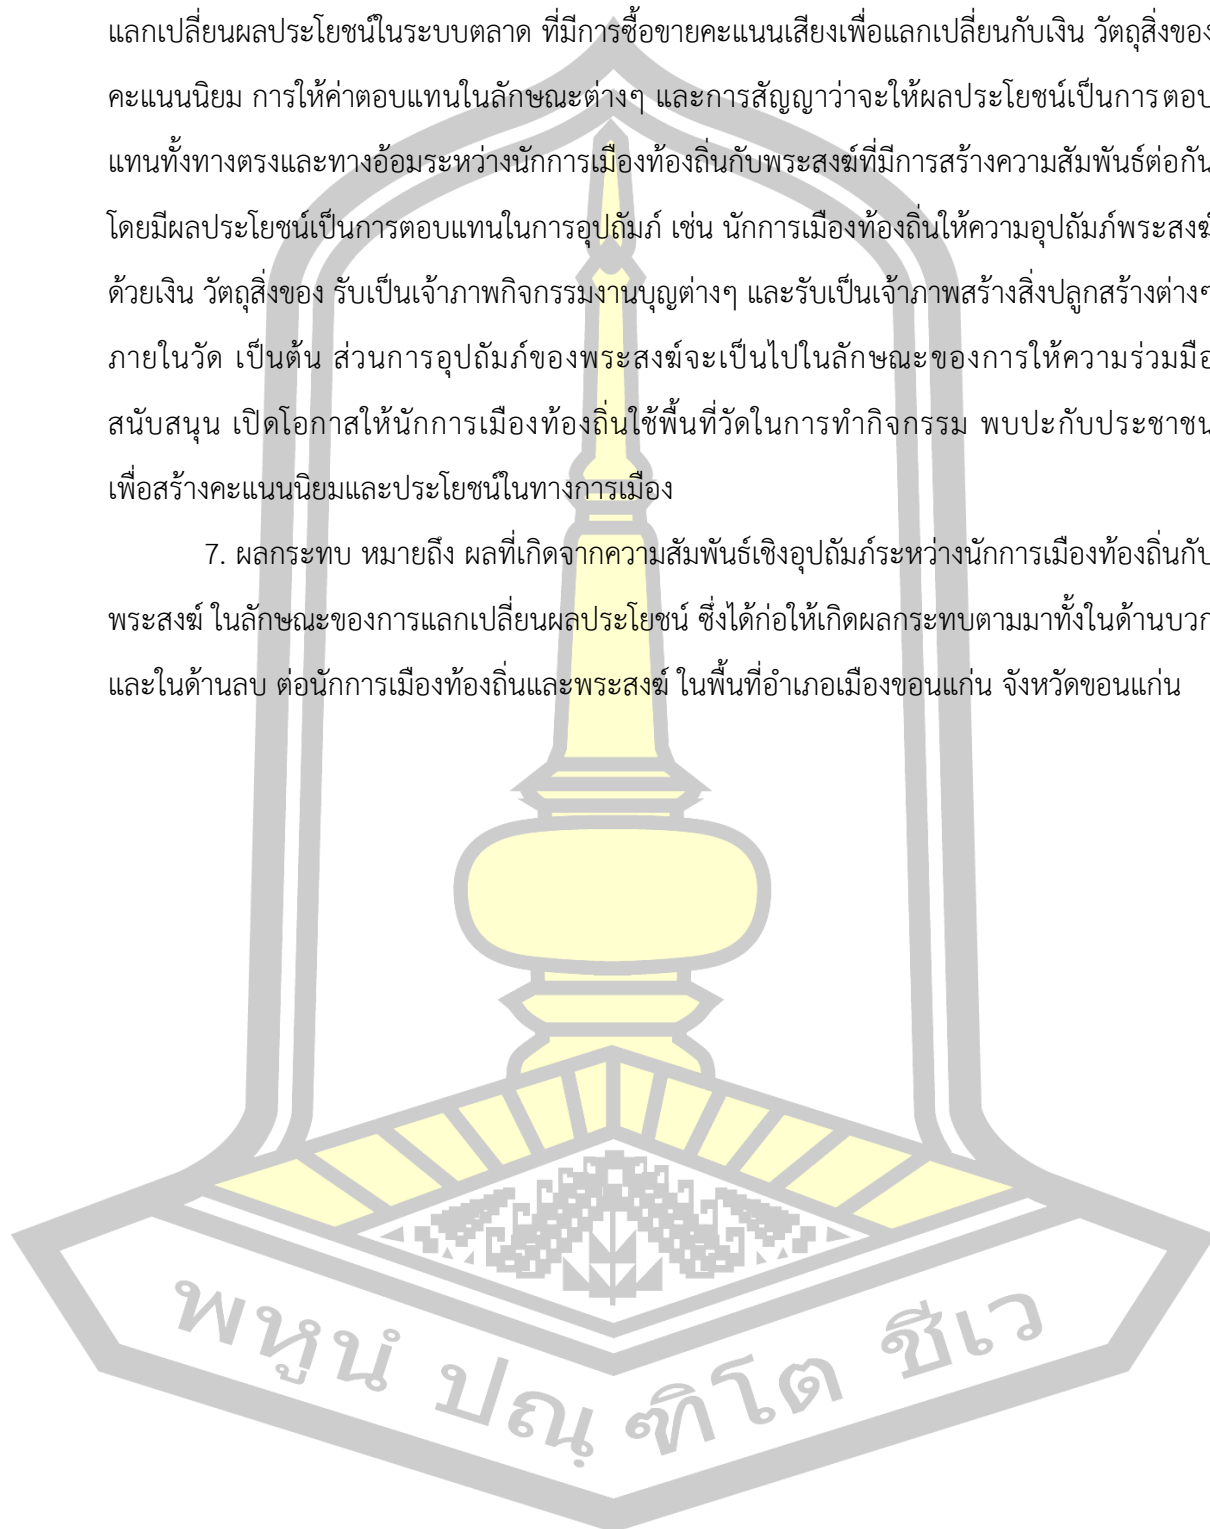 แลกเปลี่ยนผลประโยชน์ในระบบตลาด ที่มีการซื้อขายคะแนนเสียงเพื่อแลกเปลี่ยนกับเงิน วัตถุสิ่งของ
คะแนนนิยม การให้ค่าตอบแทนในลักษณะต่างๆ และการสัญญาว่าจะให้ผลประโยชน์เป็นการตอบ
แทนทั้งทางตรงและทางอ้อมระหว่างนักการเมืองท้องถิ่นกับพระสงฆ์ที่มีการสร้างความสัมพันธ์ต่อกัน
โดยมีผลประโยชน์เป็นการตอบแทนในการอุปถัมภ์ เช่น นักการเมืองท้องถิ่นให้ความอุปถัมภ์พระสงฆ์
ด้วยเงิน วัตถุสิ่งของ รับเป็นเจ้าภาพกิจกรรมงานบุญต่างๆ และรับเป็นเจ้าภาพสร้างสิ่งปลูกสร้างต่างๆ
ภายในวัด เป็นต้น ส่วนการอุปถัมภ์ของพระสงฆ์จะเป็นไปในลักษณะของการให้ความร่วมมือ
สนับสนุน เปิดโอกาสให้นักการเมืองท้องถิ่นใช้พื้นที่วัดในการทำกิจกรรม พบปะกับประชาชน
เพื่อสร้างคะแนนนิยมและประโยชน์ในทางการเมือง
7. ผลกระทบ หมายถึง ผลที่เกิดจากความสัมพันธ์เชิงอุปถัมภ์ระหว่างนักการเมืองท้องถิ่นกับ
พระสงฆ์ ในลักษณะของการแลกเปลี่ยนผลประโยชน์ ซึ่งได้ก่อให้เกิดผลกระทบตามมาทั้งในด้านบวก
และในด้านลบ ต่อนักการเมืองท้องถิ่นและพระสงฆ์ ในพื้นที่อำเภอเมืองขอนแก่น จังหวัดขอนแก่น
พหูนํ ปณฺฑิโต ชีเว